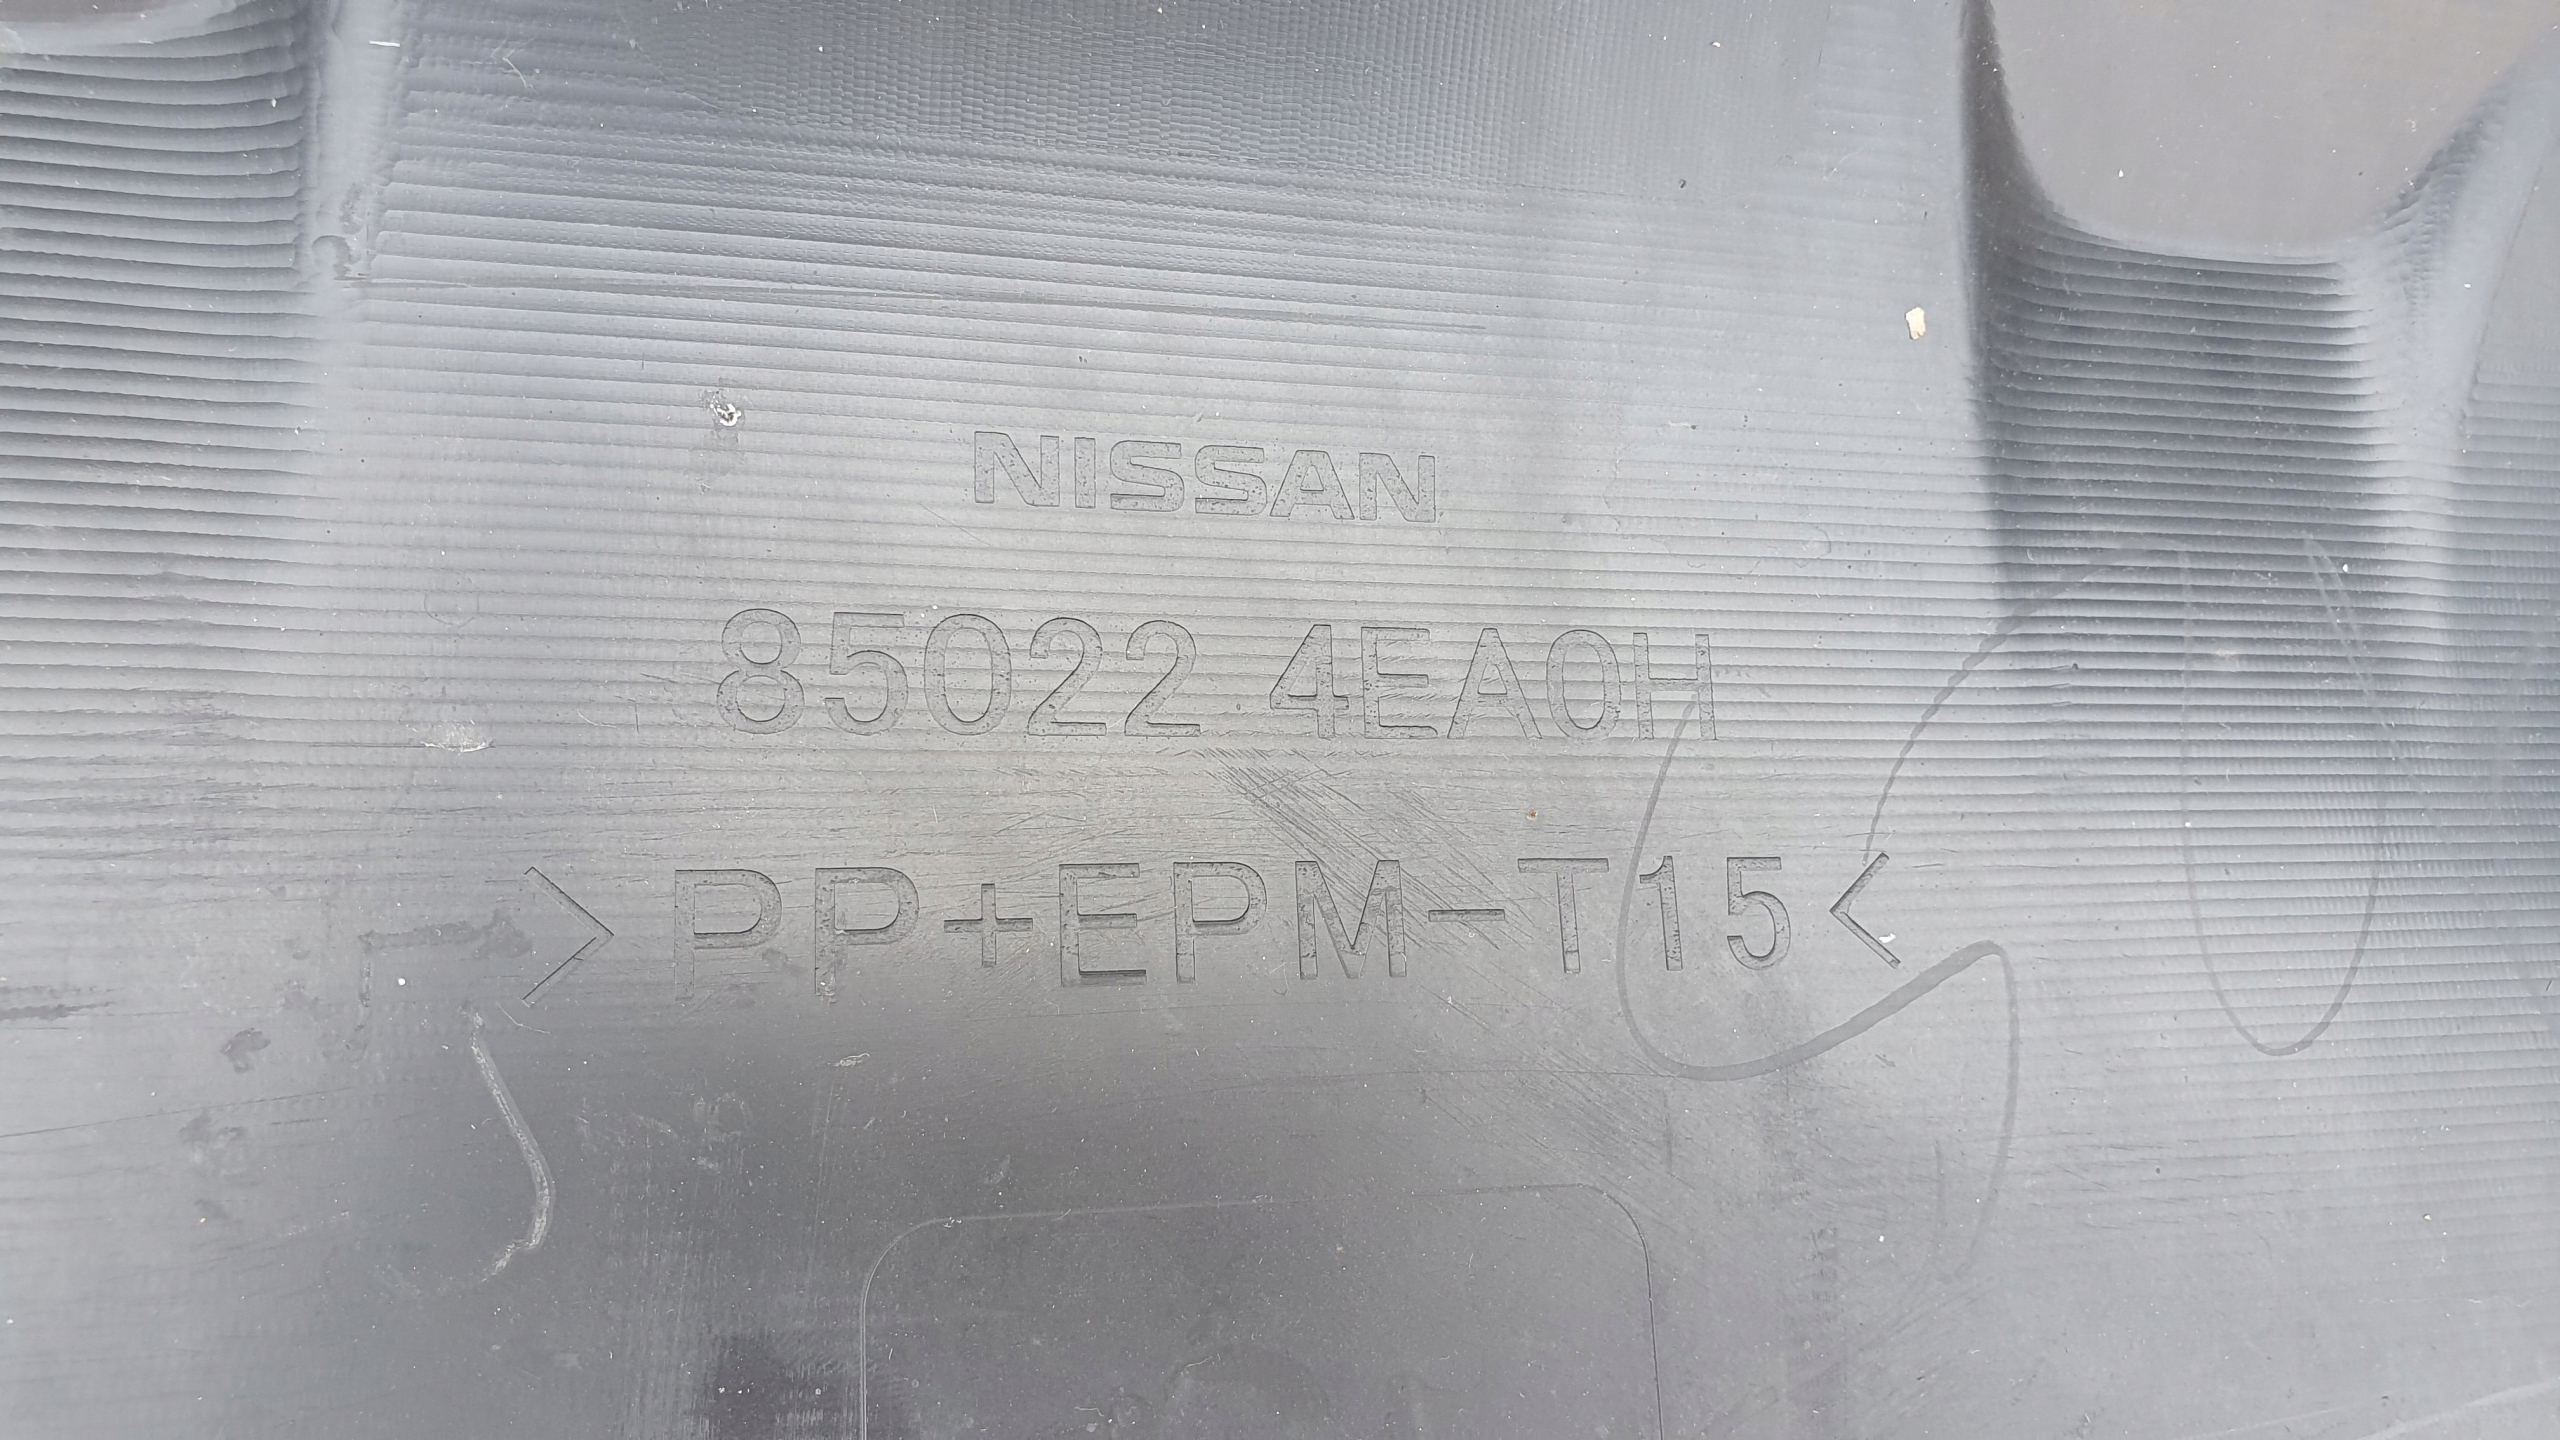 NISSAN
85022 4EA0H
>PP+EPM-T15<